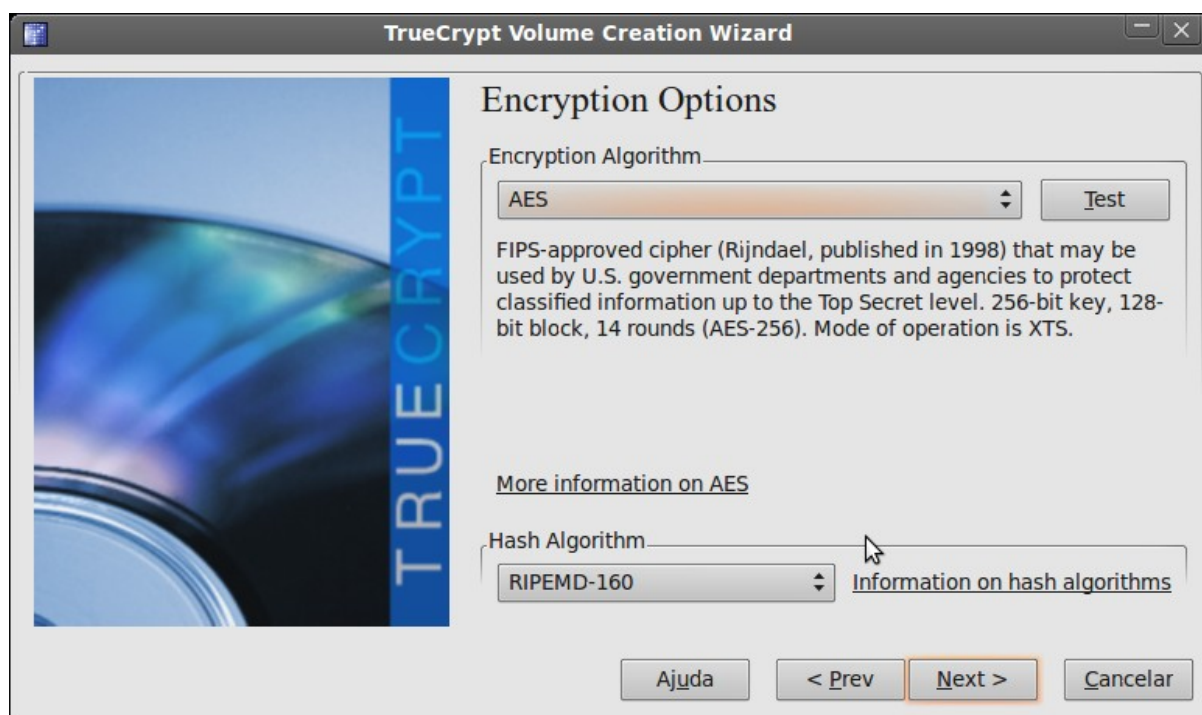 TrueCrypt Volume Creation Wizard
TRUECRYPT
Encryption Options
Encryption Algorithm
AES
Test
FIPS-approved cipher (Rijndael, published in 1998) that may be
used by U.S. government departments and agencies to protect
classified information up to the Top Secret level. 256-bit key, 128-
bit block, 14 rounds (AES-256). Mode of operation is XTS.
More information on AES
Hash Algorithm
RIPEMD-160
Information on hash algorithms
Ajuda
< Prev
Next >
Cancelar